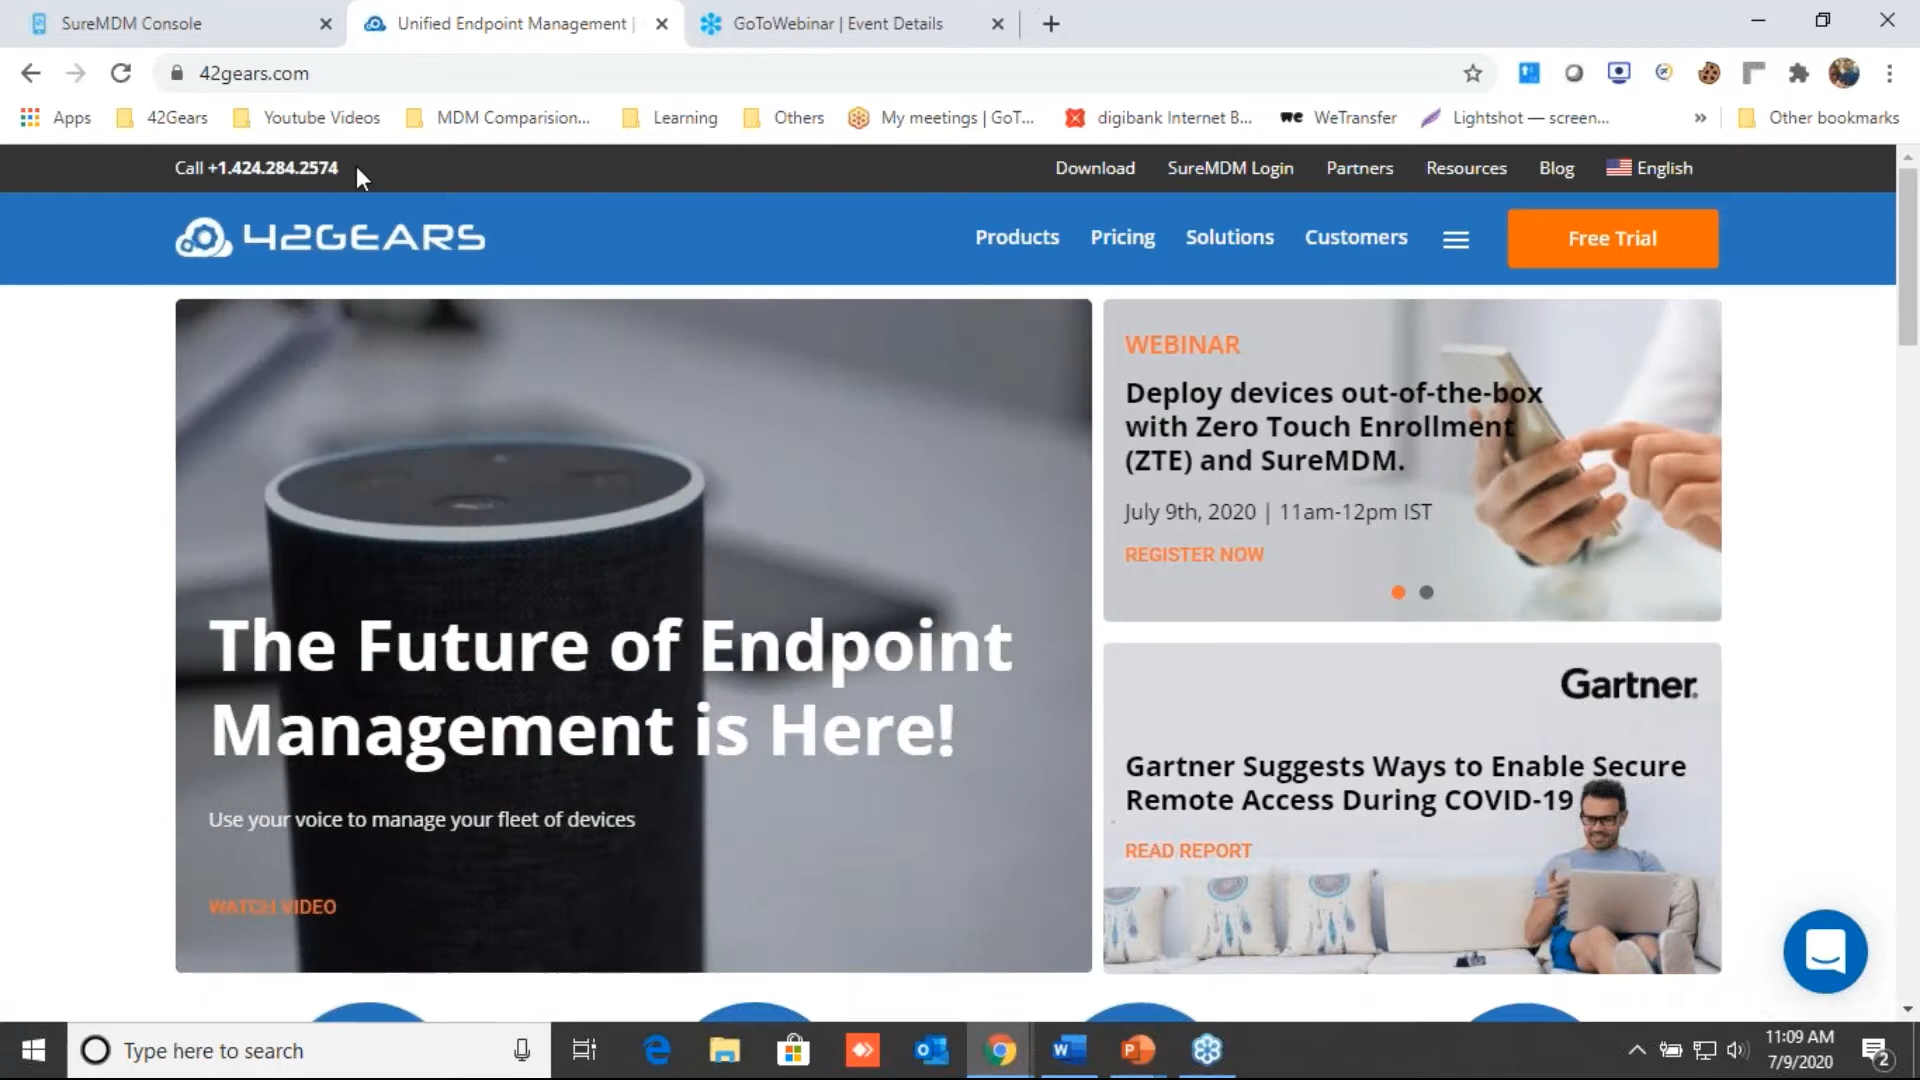 SureMDM Console
Unified Endpoint Management |
GoToWebinar | Event Details
42gears.com
Apps
42Gears
Youtube Videos
MDM Comparision...
Learning
Others
My meetings | GoT...
digibank Internet B...
we WeTransfer
Lightshot — screen...
»
Other bookmarks
Call +1.424.284.2574
Download
SureMDM Login
Partners
Resources
Blog
English
42GEARS
Products
Pricing
Solutions
Customers
Free Trial
The Future of Endpoint
Management is Here!
Use your voice to manage your fleet of devices
WATCH VIDEO
WEBINAR
Deploy devices out-of-the-box
with Zero Touch Enrollment
(ZTE) and SureMDM.
July 9th, 2020 | 11am-12pm IST
REGISTER NOW
Gartner
Gartner Suggests Ways to Enable Secure
Remote Access During COVID-19
READ REPORT
Type here to search
11:09 AM
7/9/2020
2